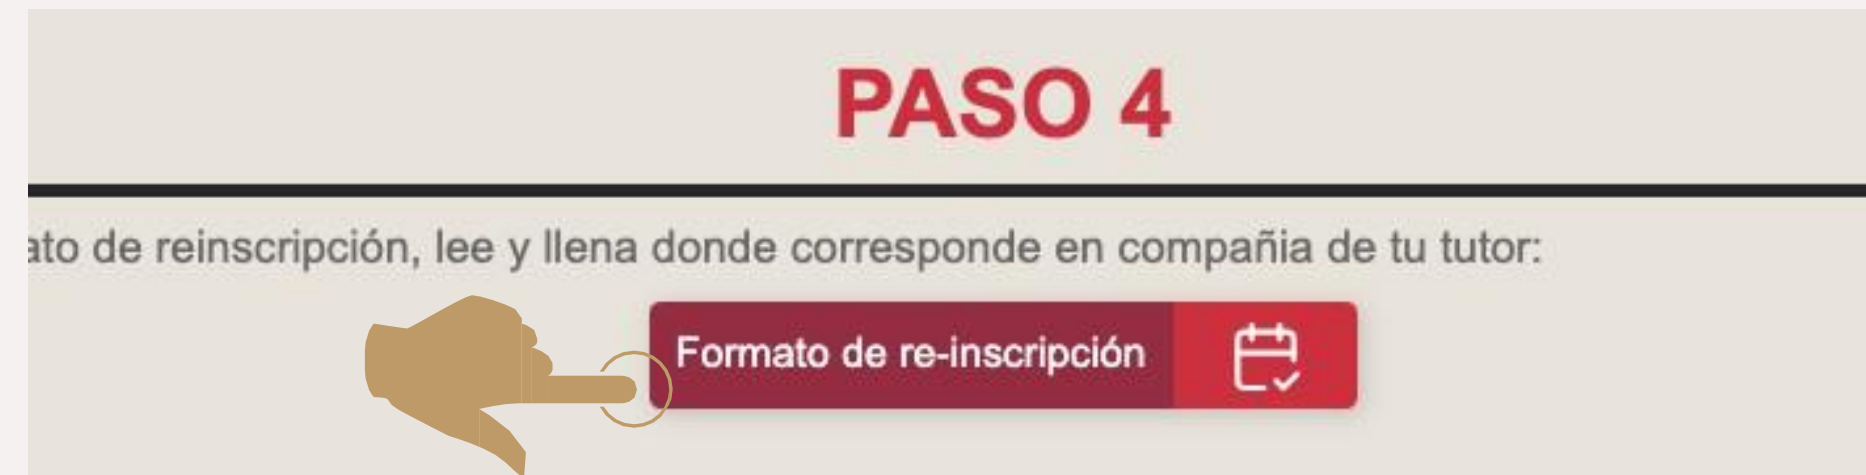 PASO 4
ato de reinscripción, lee y llena donde corresponde en compañia de tu tutor:
Formato de re-inscripción